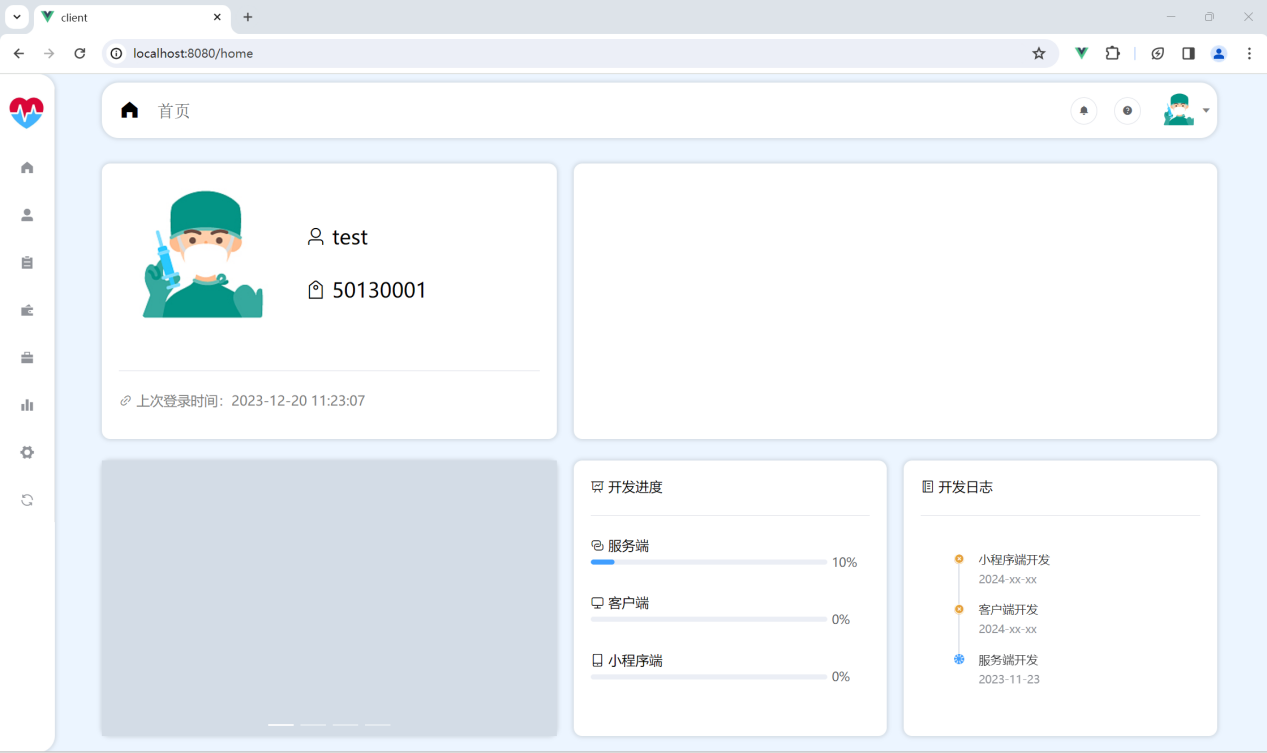 client
localhost:8080/home
首页
test
50130001
上次登录时间：2023-12-20 11:23:07
开发进度
服务端
10%
客户端
0%
小程序端
0%
开发日志
小程序端开发
2024-xx-xx
客户端开发
2024-xx-xx
服务端开发
2023-11-23